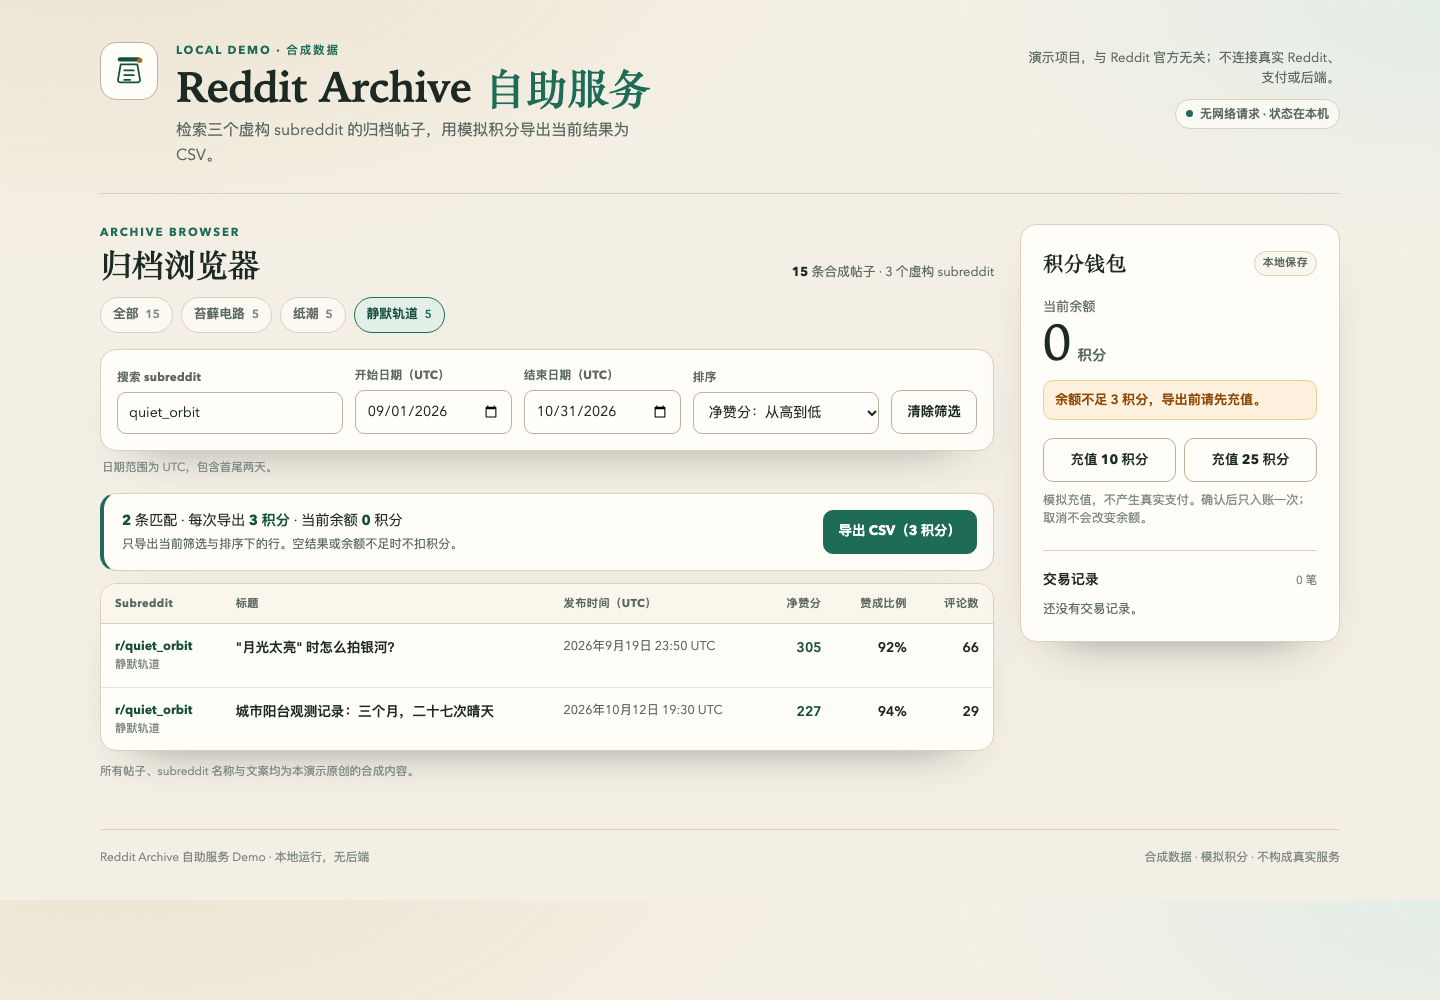 LOCAL DEMO · 合成数据
Reddit Archive 自助服务
检索三个虚构 subreddit 的归档帖子，用模拟积分导出当前结果为
CSV。
演示项目，与 Reddit 官方无关；不连接真实 Reddit、
支付或后端。
无网络请求 · 状态在本机
ARCHIVE BROWSER
归档浏览器
15 条合成帖子 · 3 个虚构 subreddit
全部 15 苔藓电路 5 纸潮 5 静默轨道 5
搜索 subreddit 开始日期（UTC） 结束日期（UTC） 排序
quiet_orbit 09/01/2026 10/31/2026 净赞分：从高到低 清除筛选
日期范围为 UTC，包含首尾两天。
2 条匹配 · 每次导出 3 积分 · 当前余额 0 积分
只导出当前筛选与排序下的行。空结果或余额不足时不扣积分。
导出 CSV（3 积分）
Subreddit 标题 发布时间（UTC） 净赞分 赞成比例 评论数
r/quiet_orbit "月光太亮" 时怎么拍银河？ 2026年9月19日 23:50 UTC 305 92% 66
静默轨道
r/quiet_orbit 城市阳台观测记录：三个月，二十七次晴天 2026年10月12日 19:30 UTC 227 94% 29
静默轨道
所有帖子、subreddit 名称与文案均为本演示原创的合成内容。
积分钱包 本地保存
当前余额
0 积分
余额不足 3 积分，导出前请先充值。
充值 10 积分 充值 25 积分
模拟充值，不产生真实支付。确认后只入账一次；
取消不会改变余额。
交易记录 0 笔
还没有交易记录。
Reddit Archive 自助服务 Demo · 本地运行，无后端
合成数据 · 模拟积分 · 不构成真实服务